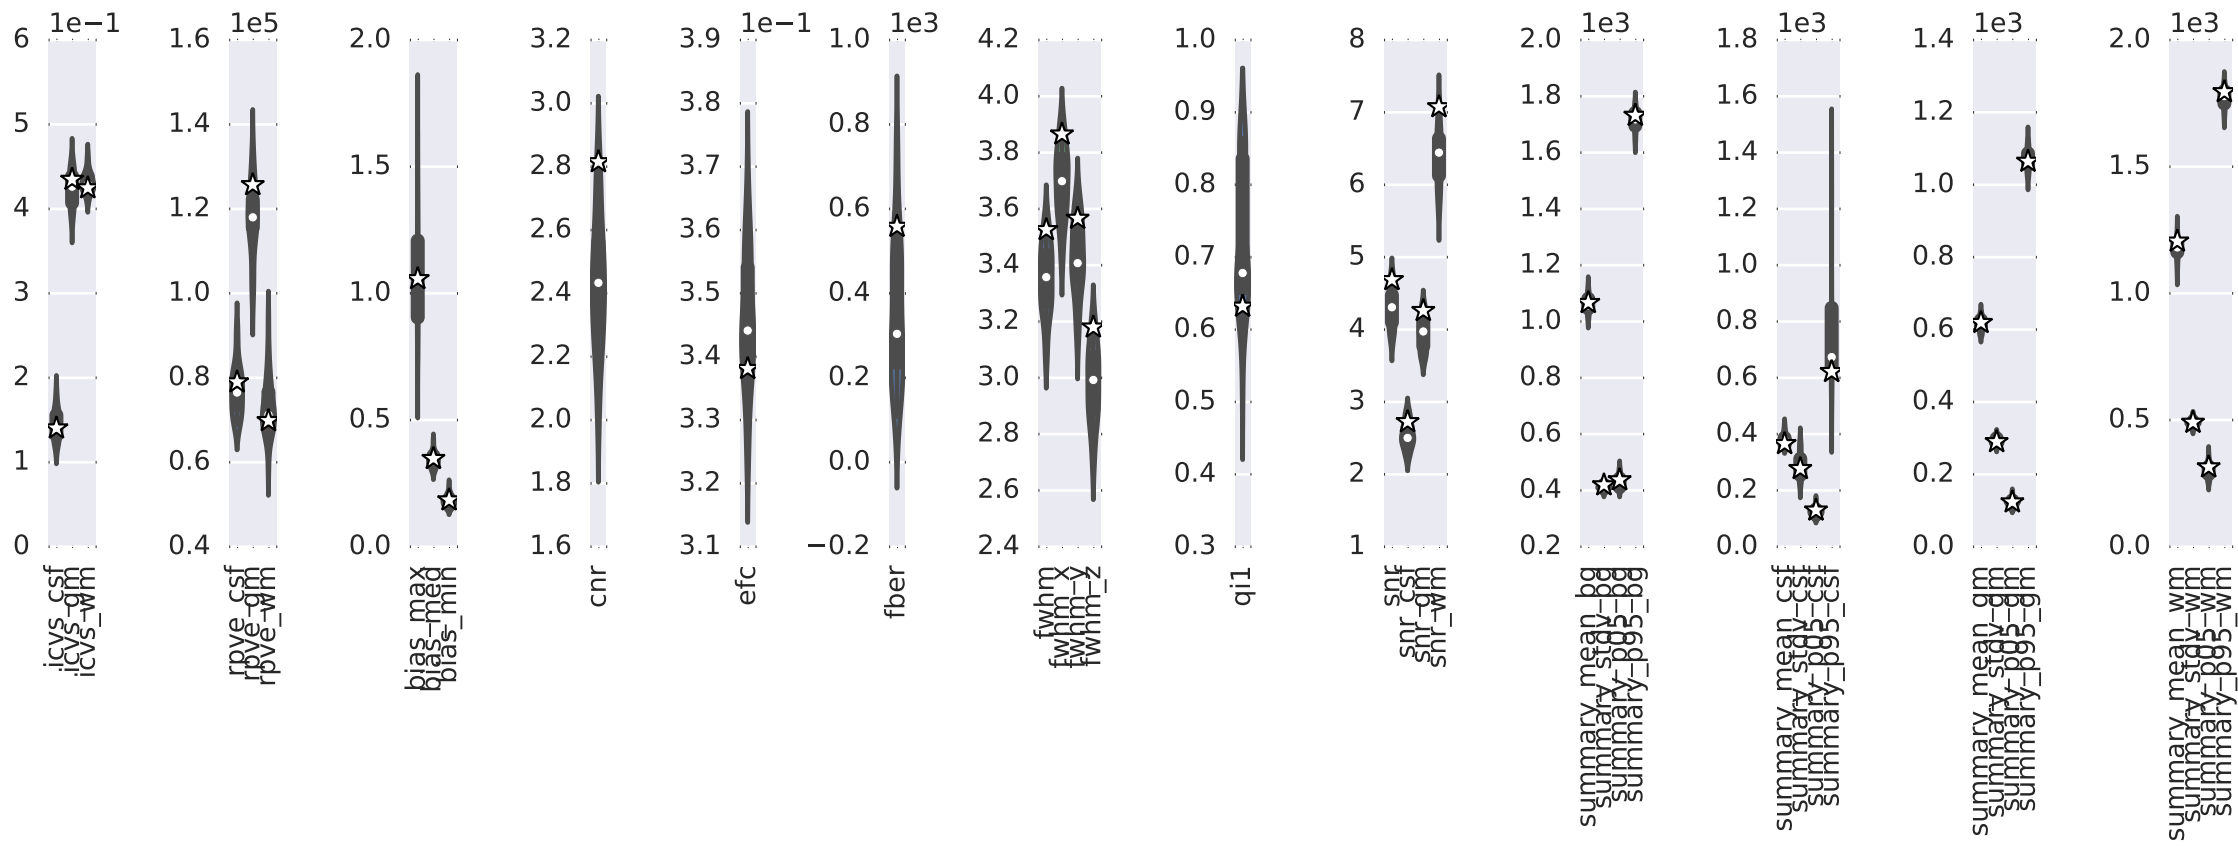 1e−1
6
5
4
3
2
1
0
icvs_csf
icvs_gm
icvs_wm
1e5
1.6
1.4
1.2
1.0
0.8
0.6
0.4
rpve_csf
rpve_gm
rpve_wm
2.0
1.5
1.0
0.5
0.0
bias_max
bias_med
bias_min
3.2
3.0
2.8
2.6
2.4
2.2
2.0
1.8
1.6
cnr
1e−1
3.9
3.8
3.7
3.6
3.5
3.4
3.3
3.2
3.1
efc
1e3
1.0
0.8
0.6
0.4
0.2
0.0
−0.2
fber
4.2
4.0
3.8
3.6
3.4
3.2
3.0
2.8
2.6
2.4
fwhm
fwhm_x
fwhm_y
fwhm_z
1.0
0.9
0.8
0.7
0.6
0.5
0.4
0.3
qi1
8
7
6
5
4
3
2
1
snr
snr_csf
snr_gm
snr_wm
1e3
2.0
1.8
1.6
1.4
1.2
1.0
0.8
0.6
0.4
0.2
summary_mean_bg
summary_stdv_bg
summary_p05_bg
summary_p95_bg
1e3
1.8
1.6
1.4
1.2
1.0
0.8
0.6
0.4
0.2
0.0
summary_mean_csf
summary_stdv_csf
summary_p05_csf
summary_p95_csf
1e3
1.4
1.2
1.0
0.8
0.6
0.4
0.2
0.0
summary_mean_gm
summary_stdv_gm
summary_p05_gm
summary_p95_gm
1e3
2.0
1.5
1.0
0.5
0.0
summary_mean_wm
summary_stdv_wm
summary_p05_wm
summary_p95_wm